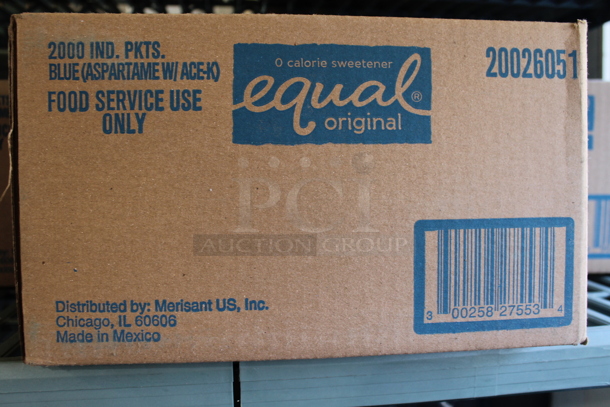 2000 IND. PKTS.
BLUE (ASPARTAME W/ ACE-K)
FOOD SERVICE USE
ONLY
0 calorie sweetener
equal®
original
20026051
PCI
AUCTION GROUP
3 00258 27553 4
Distributed by: Merisant US, Inc.
Chicago, IL 60606
Made in Mexico